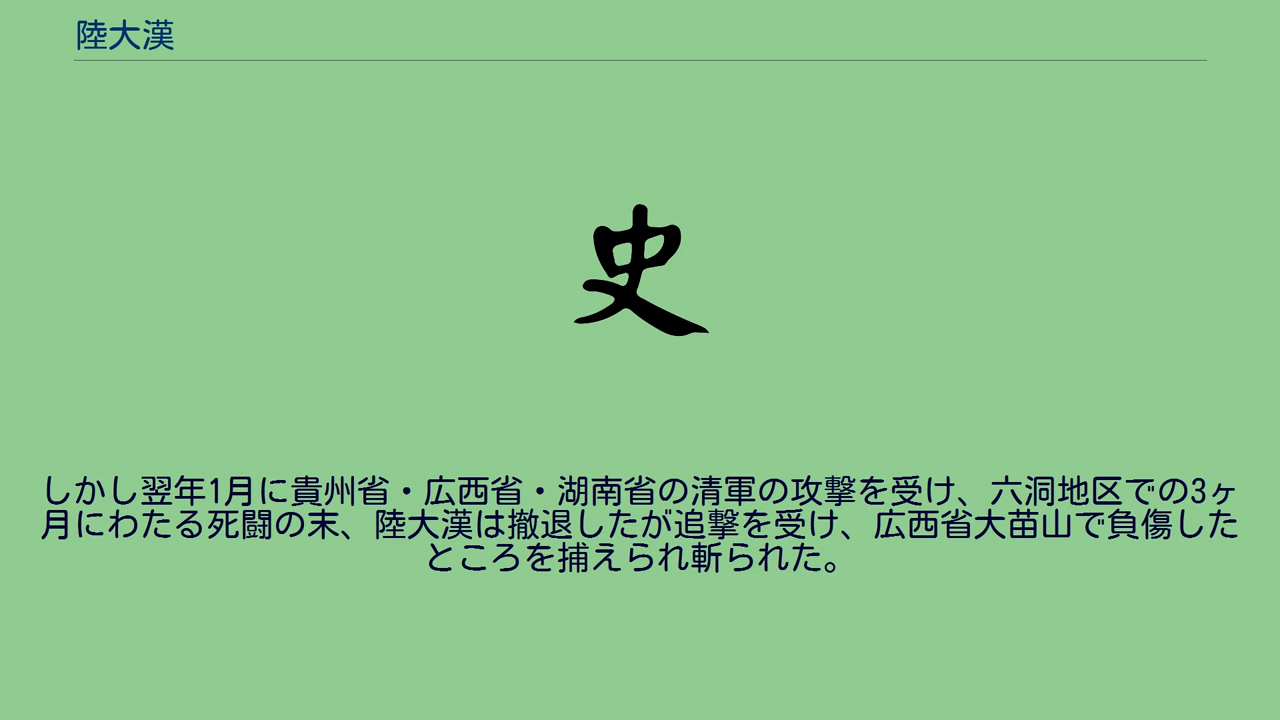 陸大漢
史
しかし翌年1月に貴州省・広西省・湖南省の清軍の攻撃を受け、六洞地区での3ヶ
月にわたる死闘の末、陸大漢は撤退したが追撃を受け、広西省大苗山で負傷した
ところを捕えられ斬られた。